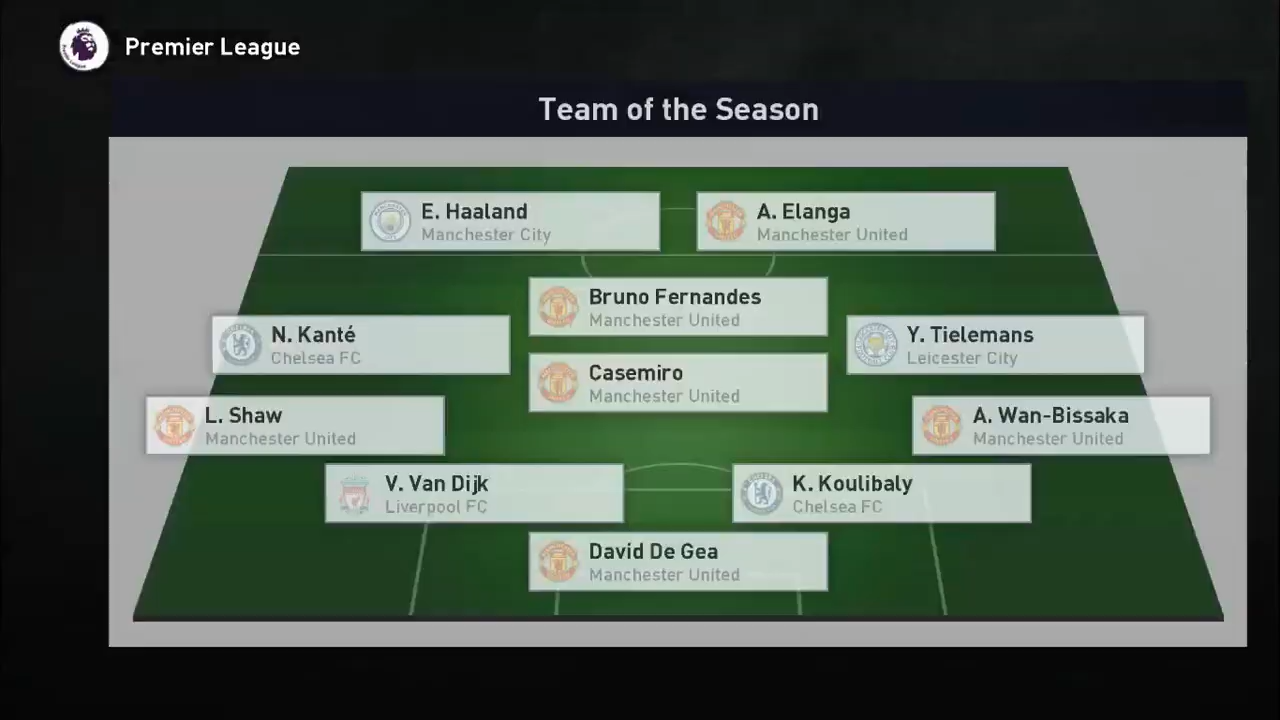 Premier League
Team of the Season
E. Haaland
Manchester City
A. Elanga
Manchester United
Bruno Fernandes
Manchester United
N. Kanté
Chelsea FC
Y. Tielemans
Leicester City
Casemiro
Manchester United
L. Shaw
Manchester United
A. Wan-Bissaka
Manchester United
V. Van Dijk
Liverpool FC
K. Koulibaly
Chelsea FC
David De Gea
Manchester United